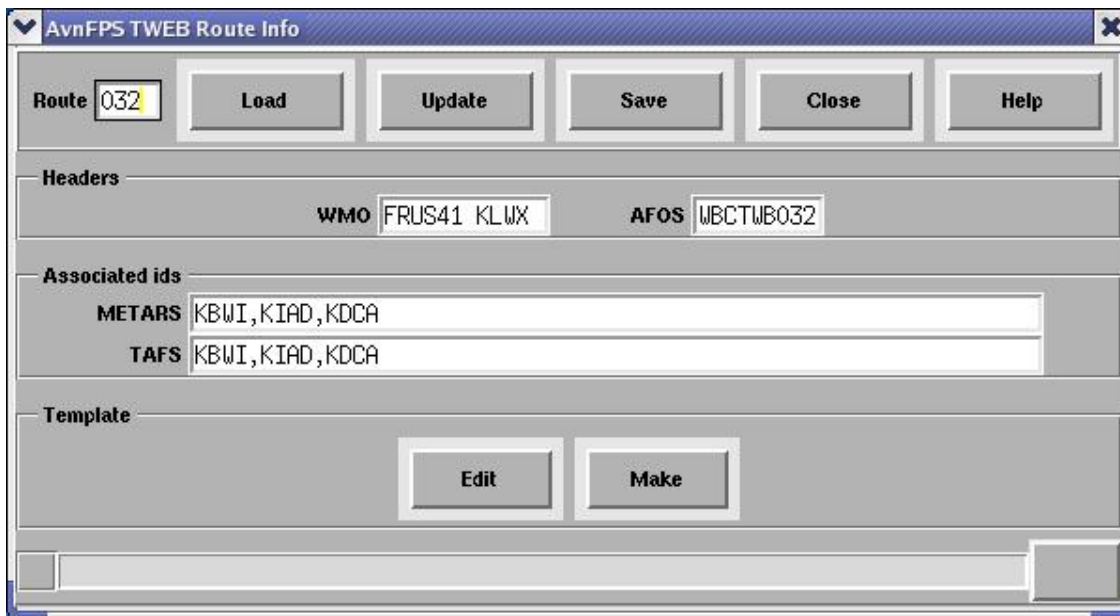 AvnFPS TWEB Route Info
Route 032 Load Update Save Close Help
Headers
WMO FRUS41 KLWX AFOS WBCTWB032
Associated ids
METARS KBWI,KIAD,KDCA
TAFS KBWI,KIAD,KDCA
Template
Edit Make